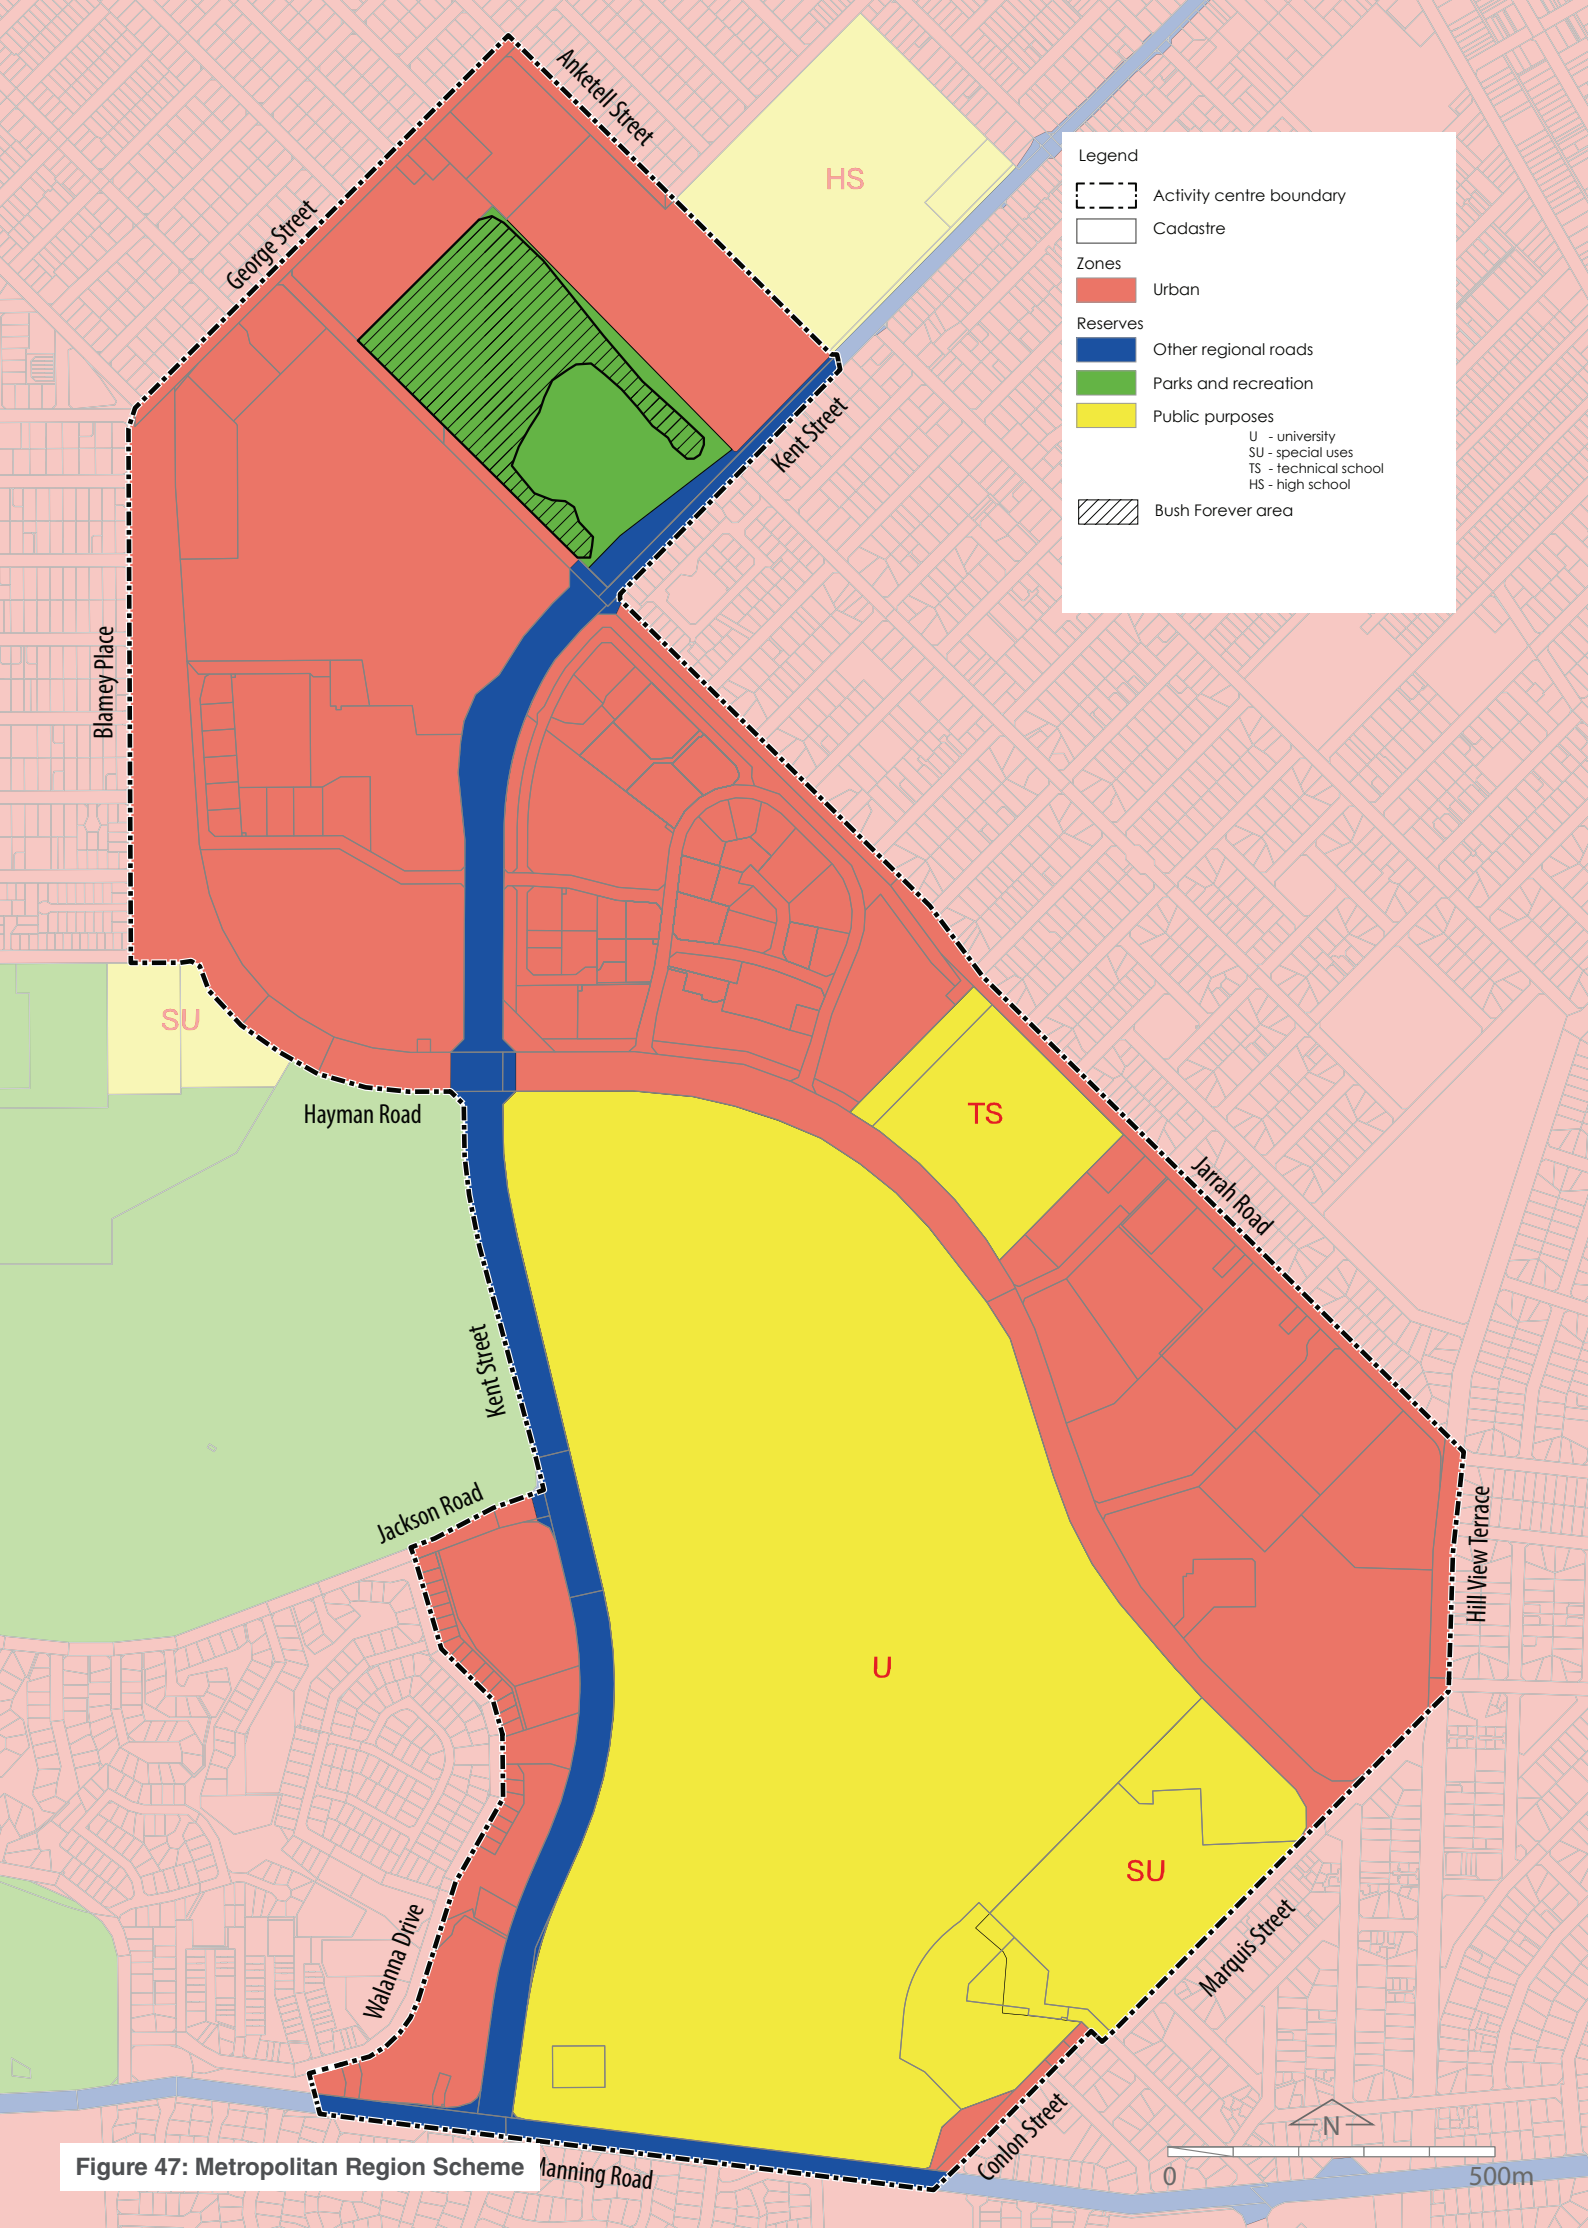 Anketell Street
HS
George Street
Legend
Activity centre boundary
Cadastre
Zones
Urban
Reserves
Other regional roads
Parks and recreation
Public purposes
U - university
SU - special uses
TS - technical school
HS - high school
Bush Forever area
Kent Street
Blamey Place
SU
Hayman Road
TS
Jarrah Road
Kent Street
Jackson Road
Hill View Terrace
U
SU
Walanna Drive
Marquis Street
Conlon Street
N
0 500m
Figure 47: Metropolitan Region Scheme
Manning Road